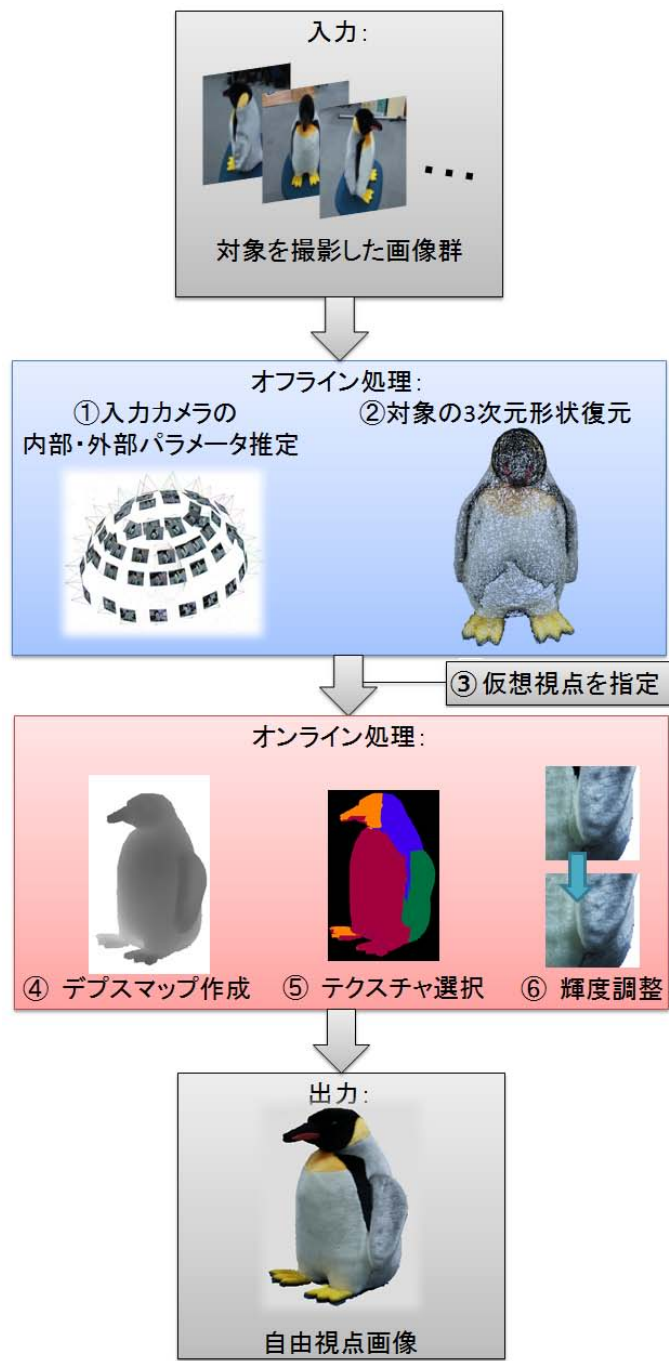 入力：
...
対象を撮影した画像群
オフライン処理：
①入力カメラの
内部・外部パラメータ推定
②対象の3次元形状復元
③仮想視点を指定
オンライン処理：
④ デプスマップ作成
⑤ テクスチャ選択
⑥ 輝度調整
出力：
自由視点画像